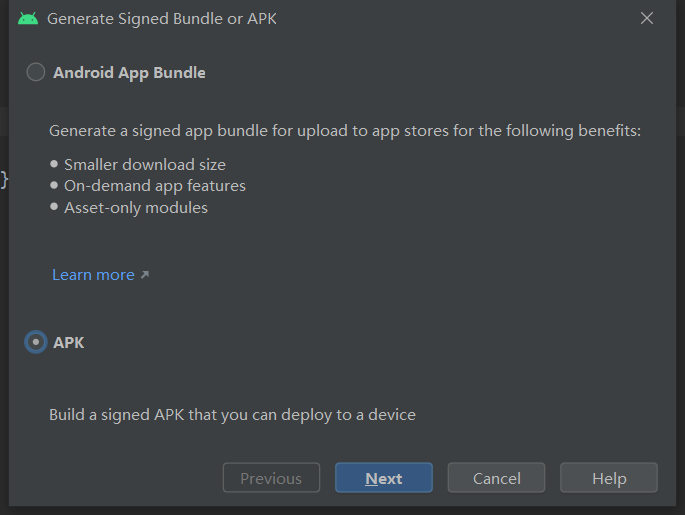 Generate Signed Bundle or APK
Android App Bundle
Generate a signed app bundle for upload to app stores for the following benefits:
Smaller download size
On-demand app features
Asset-only modules
}
Learn more ↗
APK
Build a signed APK that you can deploy to a device
Previous Next Cancel Help